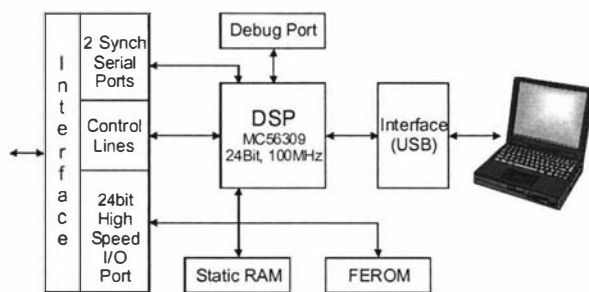 Interface
2 Synch
Serial
Ports
Control
Lines
24bit
High
Speed
I/O
Port
Debug Port
DSP
MC56309
24Bit, 100MHz
Interface
(USB)
Static RAM
FEROM